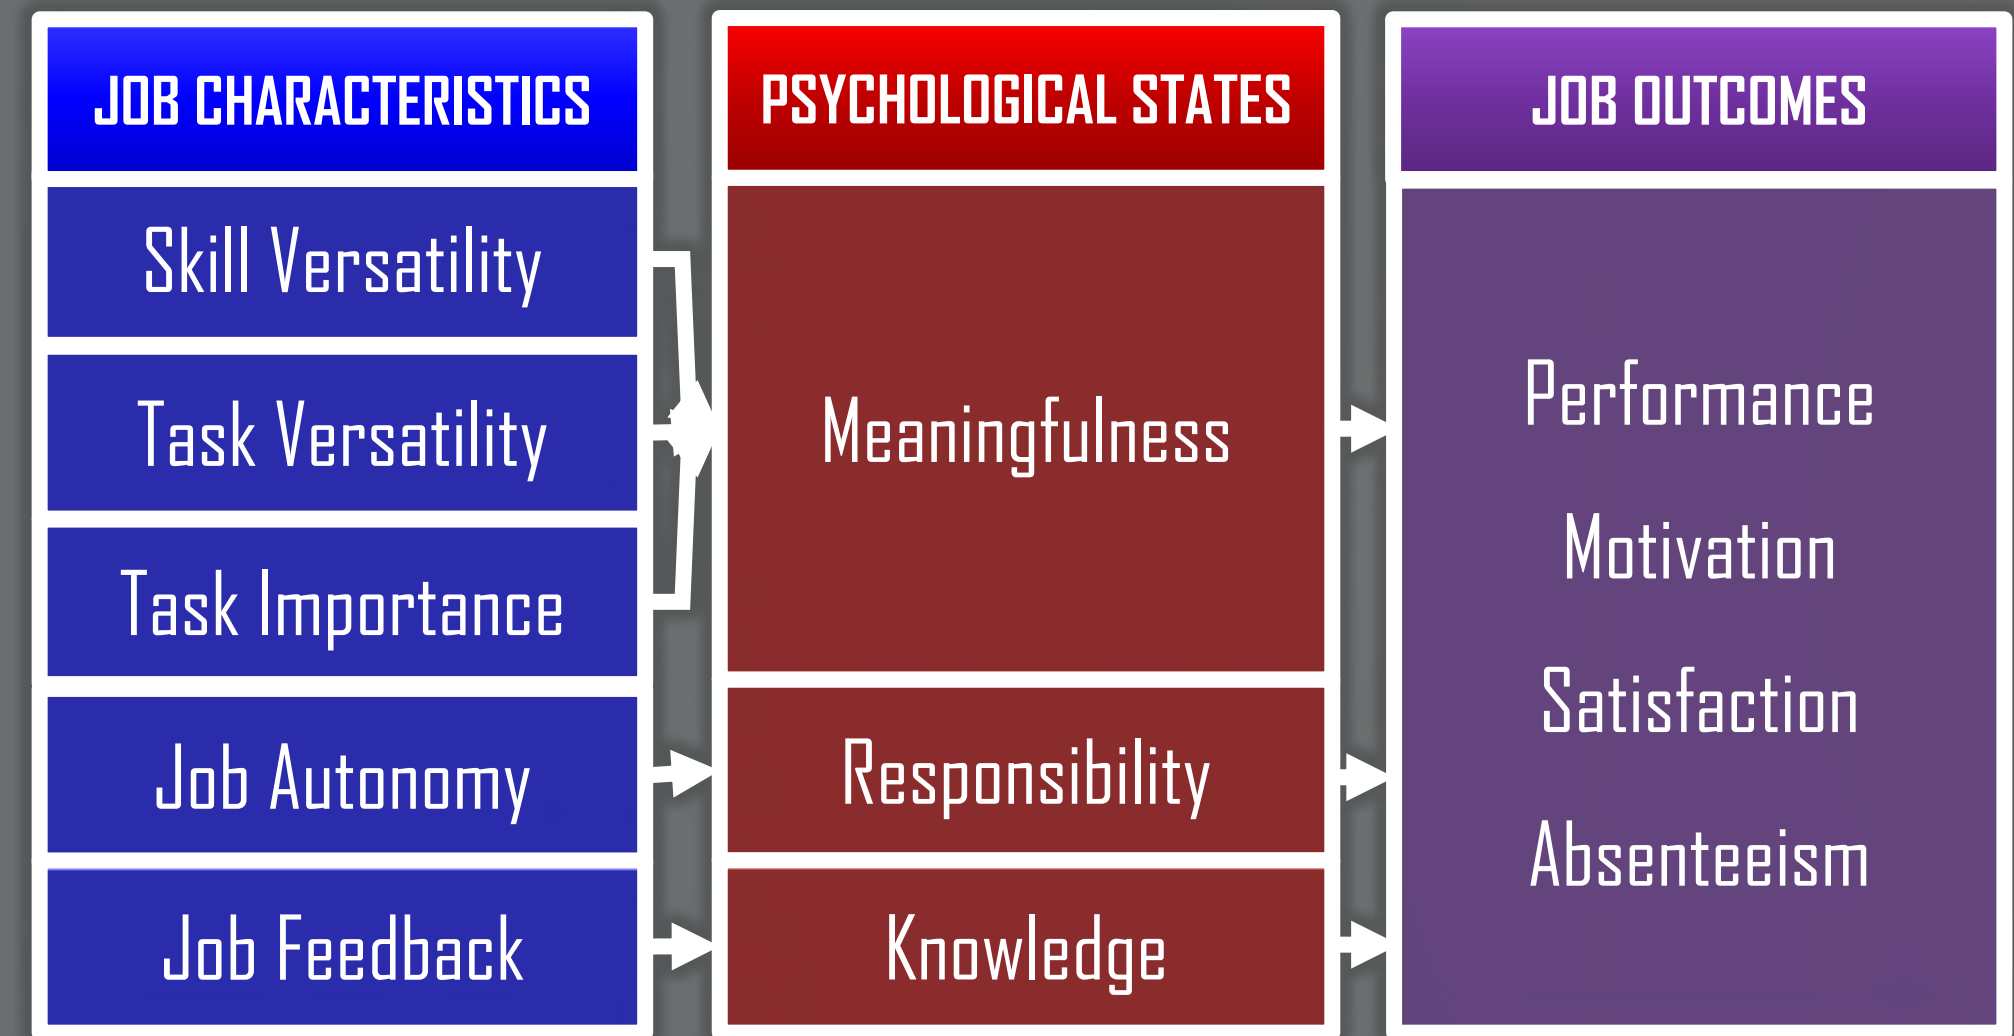 JOB CHARACTERISTICS
Skill Versatility
Task Versatility
Task Importance
Job Autonomy
Job Feedback
PSYCHOLOGICAL STATES
Meaningfulness
Responsibility
Knowledge
JOB OUTCOMES
Performance
Motivation
Satisfaction
Absenteeism